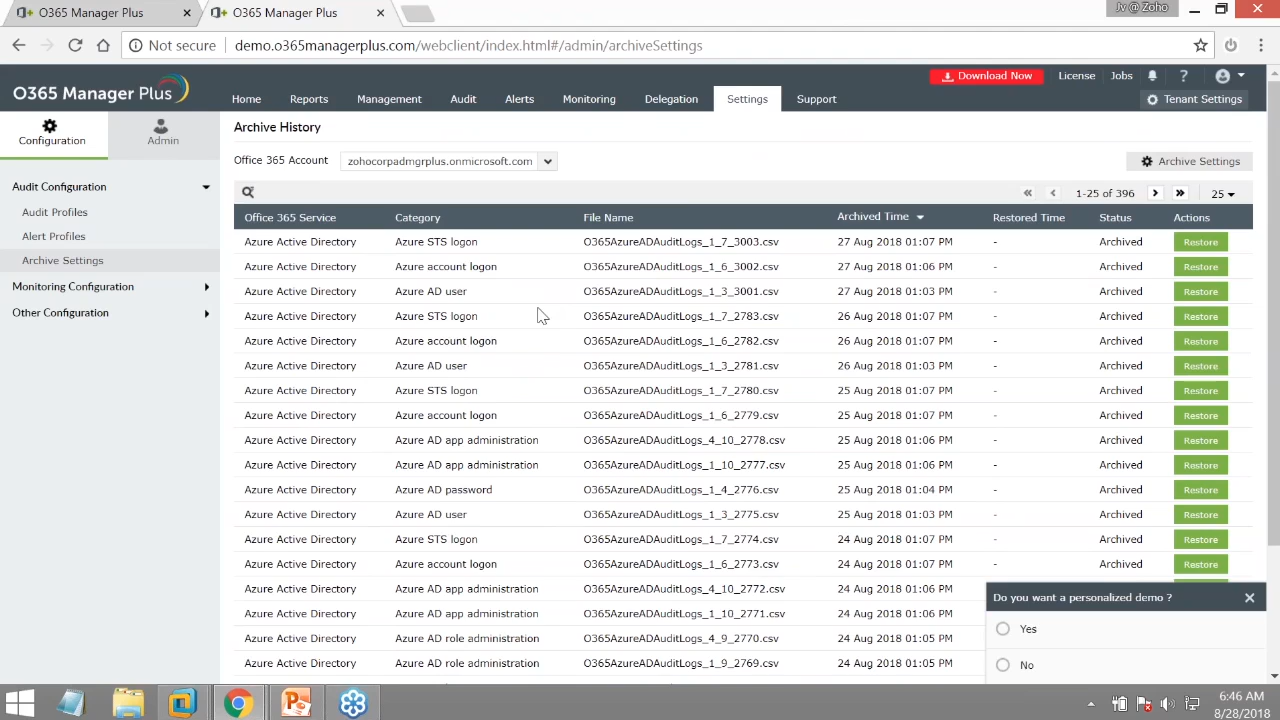 O365 Manager Plus
O365 Manager Plus
Jv @ Zoho
Not secure demo.o365managerplus.com/webclient/index.html#/admin/archiveSettings
O365 Manager Plus
Download Now License Jobs ?
Home Reports Management Audit Alerts Monitoring Delegation Settings Support Tenant Settings
Configuration Admin
Audit Configuration
Audit Profiles
Alert Profiles
Archive Settings
Monitoring Configuration
Other Configuration
Archive History
Office 365 Account zohocorpadmgrplus.onmicrosoft.com Archive Settings
1-25 of 396 25
Office 365 Service Category File Name Archived Time Restored Time Status Actions
Azure Active Directory Azure STS logon O365AzureADAuditLogs_1_7_3003.csv 27 Aug 2018 01:07 PM - Archived Restore
Azure Active Directory Azure account logon O365AzureADAuditLogs_1_6_3002.csv 27 Aug 2018 01:06 PM - Archived Restore
Azure Active Directory Azure AD user O365AzureADAuditLogs_1_3_3001.csv 27 Aug 2018 01:03 PM - Archived Restore
Azure Active Directory Azure STS logon O365AzureADAuditLogs_1_7_2783.csv 26 Aug 2018 01:07 PM - Archived Restore
Azure Active Directory Azure account logon O365AzureADAuditLogs_1_6_2782.csv 26 Aug 2018 01:07 PM - Archived Restore
Azure Active Directory Azure AD user O365AzureADAuditLogs_1_3_2781.csv 26 Aug 2018 01:03 PM - Archived Restore
Azure Active Directory Azure STS logon O365AzureADAuditLogs_1_7_2780.csv 25 Aug 2018 01:07 PM - Archived Restore
Azure Active Directory Azure account logon O365AzureADAuditLogs_1_6_2779.csv 25 Aug 2018 01:07 PM - Archived Restore
Azure Active Directory Azure AD app administration O365AzureADAuditLogs_4_10_2778.csv 25 Aug 2018 01:06 PM - Archived Restore
Azure Active Directory Azure AD app administration O365AzureADAuditLogs_1_10_2777.csv 25 Aug 2018 01:06 PM - Archived Restore
Azure Active Directory Azure AD password O365AzureADAuditLogs_1_4_2776.csv 25 Aug 2018 01:04 PM - Archived Restore
Azure Active Directory Azure AD user O365AzureADAuditLogs_1_3_2775.csv 25 Aug 2018 01:03 PM - Archived Restore
Azure Active Directory Azure STS logon O365AzureADAuditLogs_1_7_2774.csv 24 Aug 2018 01:07 PM - Archived Restore
Azure Active Directory Azure account logon O365AzureADAuditLogs_1_6_2773.csv 24 Aug 2018 01:07 PM - Archived Restore
Azure Active Directory Azure AD app administration O365AzureADAuditLogs_4_10_2772.csv 24 Aug 2018 01:06 PM
Azure Active Directory Azure AD app administration O365AzureADAuditLogs_1_10_2771.csv 24 Aug 2018 01:06 PM
Azure Active Directory Azure AD role administration O365AzureADAuditLogs_4_9_2770.csv 24 Aug 2018 01:05 PM
Azure Active Directory Azure AD role administration O365AzureADAuditLogs_1_9_2769.csv 24 Aug 2018 01:05 PM
Do you want a personalized demo ?
Yes
No
6:46 AM
8/28/2018